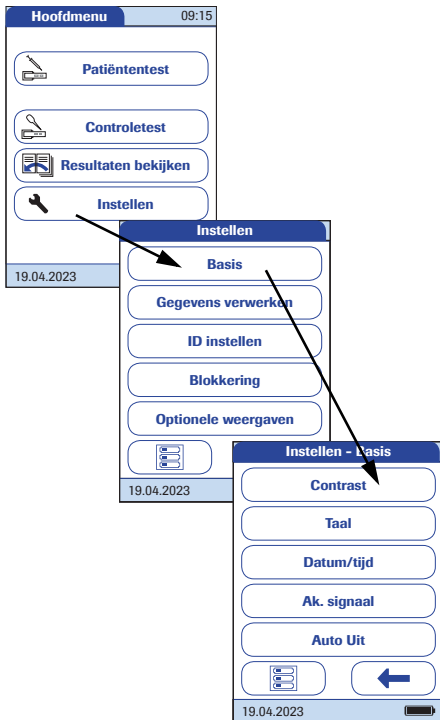 Hoofdmenu 09:15
Patiëntentest
Controletest
Resultaten bekijken
Instellen
19.04.2023
Instellen
Basis
Gegevens verwerken
ID instellen
Blokkering
Optionele weergaven
19.04.2023
Instellen - Basis
Contrast
Taal
Datum/tijd
Ak. signaal
Auto Uit
19.04.2023